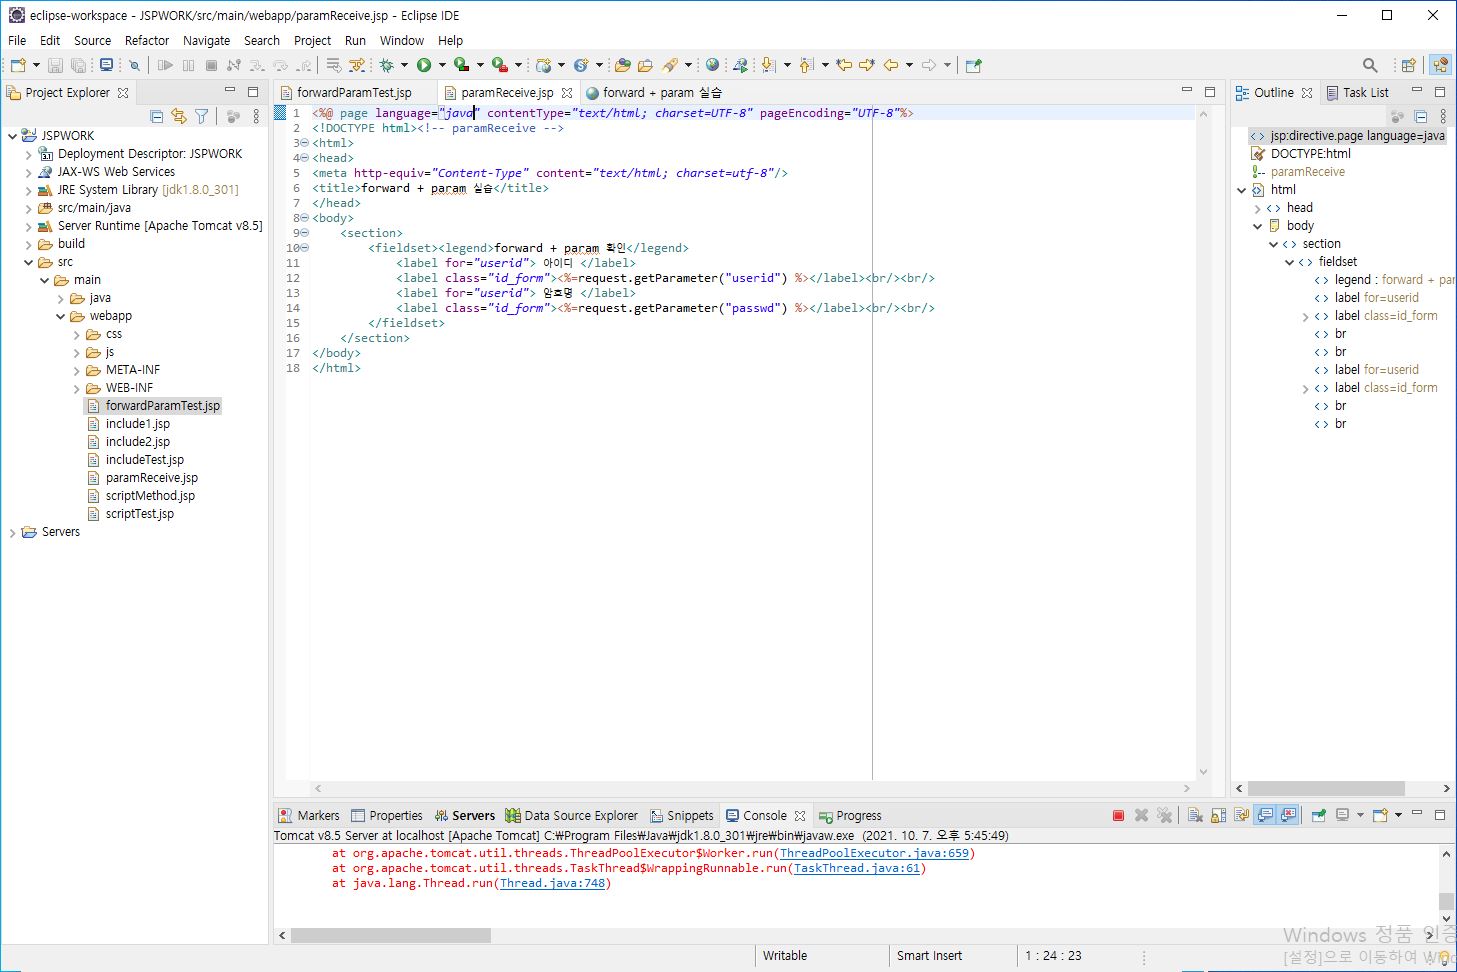 eclipse-workspace - JSPWORK/src/main/webapp/paramReceive.jsp - Eclipse IDE
File Edit Source Refactor Navigate Search Project Run Window Help
Project Explorer
JSPWORK
Deployment Descriptor: JSPWORK
JAX-WS Web Services
JRE System Library [jdk1.8.0_301]
src/main/java
Server Runtime [Apache Tomcat v8.5]
build
src
main
java
webapp
css
js
META-INF
WEB-INF
forwardParamTest.jsp
include1.jsp
include2.jsp
includeTest.jsp
paramReceive.jsp
scriptMethod.jsp
scriptTest.jsp
Servers
forwardParamTest.jsp paramReceive.jsp forward + param 실습
1 <%@ page language="java" contentType="text/html; charset=UTF-8" pageEncoding="UTF-8"%>
2 <!DOCTYPE html><!-- paramReceive -->
3 <html>
4 <head>
5 <meta http-equiv="Content-Type" content="text/html; charset=utf-8"/>
6 <title>forward + param 실습</title>
7 </head>
8 <body>
9 <section>
10 <fieldset><legend>forward + param 확인</legend>
11 <label for="userid"> 아이디 </label>
12 <label class="id_form"><%=request.getParameter("userid") %></label><br/><br/>
13 <label for="userid"> 암호명 </label>
14 <label class="id_form"><%=request.getParameter("passwd") %></label><br/><br/>
15 </fieldset>
16 </section>
17 </body>
18 </html>
Outline Task List
jsp:directive.page language=java
DOCTYPE:html
paramReceive
html
head
body
section
fieldset
legend : forward + par
label for=userid
label class=id_form
br
br
label for=userid
label class=id_form
br
br
Markers Properties Servers Data Source Explorer Snippets Console Progress
Tomcat v8.5 Server at localhost [Apache Tomcat] C:₩Program Files₩Java₩jdk1.8.0_301₩jre₩bin₩javaw.exe (2021. 10. 7. 오후 5:45:49)
at org.apache.tomcat.util.threads.ThreadPoolExecutor$Worker.run(ThreadPoolExecutor.java:659)
at org.apache.tomcat.util.threads.TaskThread$WrappingRunnable.run(TaskThread.java:61)
at java.lang.Thread.run(Thread.java:748)
Windows 정품 인증
[설정]으로 이동하여 Wind
Writable Smart Insert 1 : 24 : 23